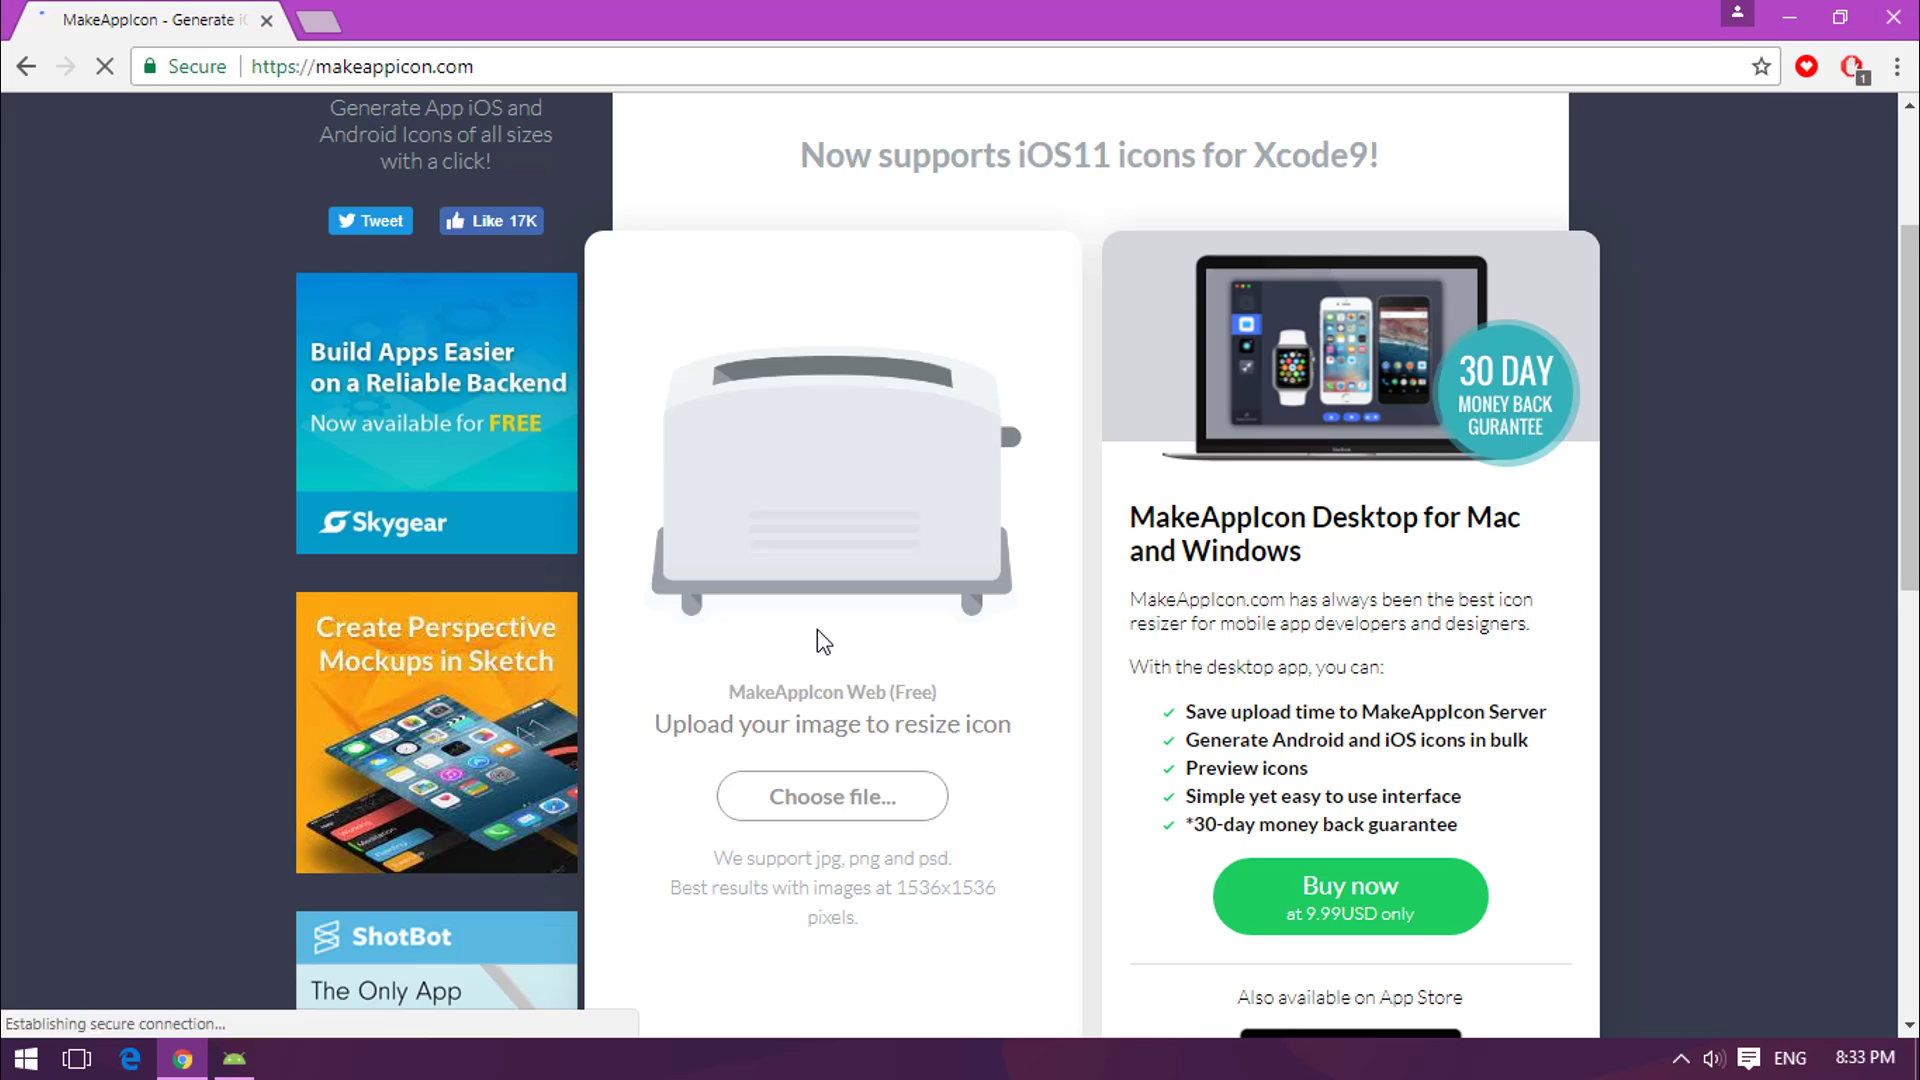 MakeAppIcon - Generate i
Secure
https://makeappicon.com
1
Generate App iOS and
Android Icons of all sizes
with a click!
Tweet
Like 17K
Build Apps Easier
on a Reliable Backend
Now available for FREE
Skygear
Create Perspective
Mockups in Sketch
ShotBot
The Only App
Now supports iOS11 icons for Xcode9!
MakeAppIcon Web (Free)
Upload your image to resize icon
Choose file...
We support jpg, png and psd.
Best results with images at 1536x1536
pixels.
30 DAY
MONEY BACK
GURANTEE
MakeAppIcon Desktop for Mac
and Windows
MakeAppIcon.com has always been the best icon
resizer for mobile app developers and designers.
With the desktop app, you can:
Save upload time to MakeAppIcon Server
Generate Android and iOS icons in bulk
Preview icons
Simple yet easy to use interface
*30-day money back guarantee
Buy now
at 9.99USD only
Also available on App Store
Establishing secure connection...
ENG
8:33 PM